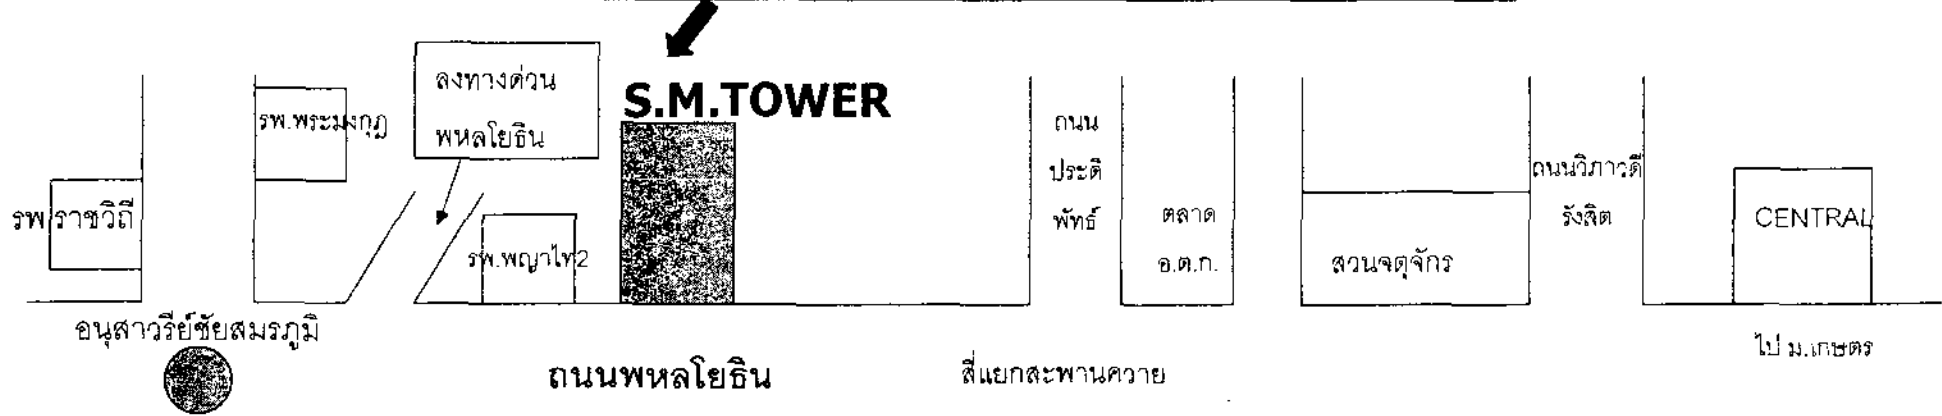 ลงทางด่วน
พหลโยธิน
S.M.TOWER
รพ.พระมงกุฎ
รพ.ราชวิถี
รพ.พญาไท2
ถนน
ประดิ
พัทธ์
ตลาด
อ.ต.ก.
สวนจตุจักร
ถนนวิภาวดี
รังสิต
CENTRAL
อนุสาวรีย์ชัยสมรภูมิ
ถนนพหลโยธิน
สี่แยกสะพานควาย
ไป ม.เกษตร